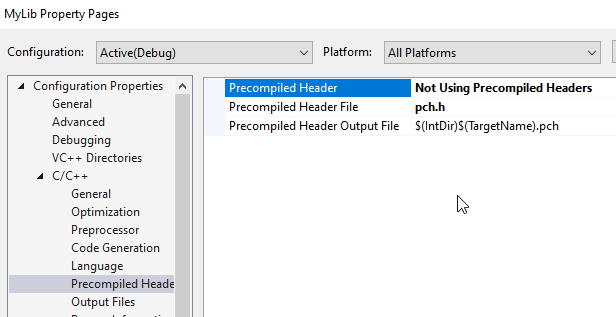 MyLib Property Pages
Configuration: Active(Debug) Platform: All Platforms
Configuration Properties
General
Advanced
Debugging
VC++ Directories
C/C++
General
Optimization
Preprocessor
Code Generation
Language
Precompiled Heade
Output Files
Precompiled Header Not Using Precompiled Headers
Precompiled Header File pch.h
Precompiled Header Output File $(IntDir)$(TargetName).pch